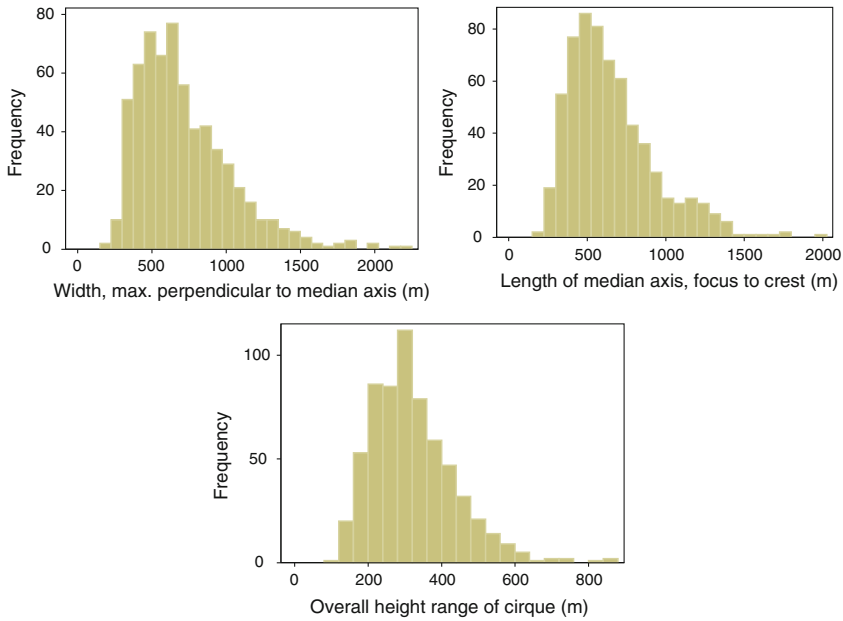 80
60
40
20
0
Frequency
0 500 1000 1500 2000
Width, max. perpendicular to median axis (m)
80
60
40
20
0
Frequency
0 500 1000 1500 2000
Length of median axis, focus to crest (m)
100
50
0
Frequency
0 200 400 600 800
Overall height range of cirque (m)